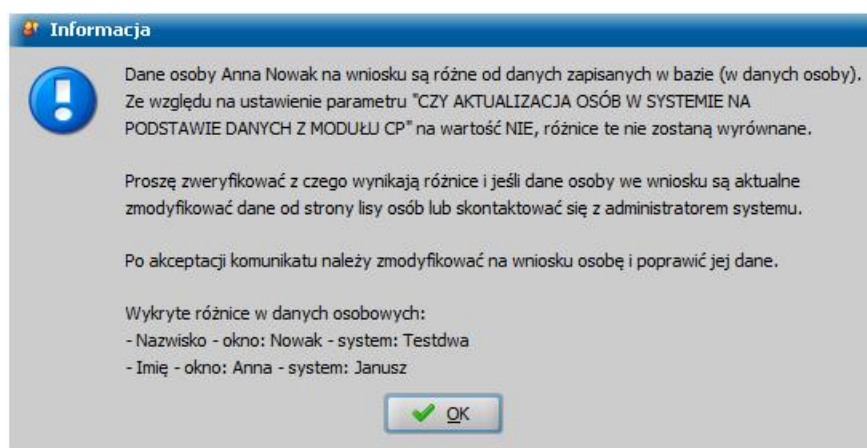 Informacja
Dane osoby Anna Nowak na wniosku są różne od danych zapisanych w bazie (w danych osoby).
Ze względu na ustawienie parametru "CZY AKTUALIZACJA OSÓB W SYSTEMIE NA
PODSTAWIE DANYCH Z MODUŁU CP" na wartość NIE, różnice te nie zostaną wyrównane.
Proszę zweryfikować z czego wynikają różnice i jeśli dane osoby we wniosku są aktualne
zmodyfikować dane od strony lisy osób lub skontaktować się z administratorem systemu.
Po akceptacji komunikatu należy zmodyfikować na wniosku osobę i poprawić jej dane.
Wykryte różnice w danych osobowych:
- Nazwisko - okno: Nowak - system: Testdwa
- Imię - okno: Anna - system: Janusz
OK